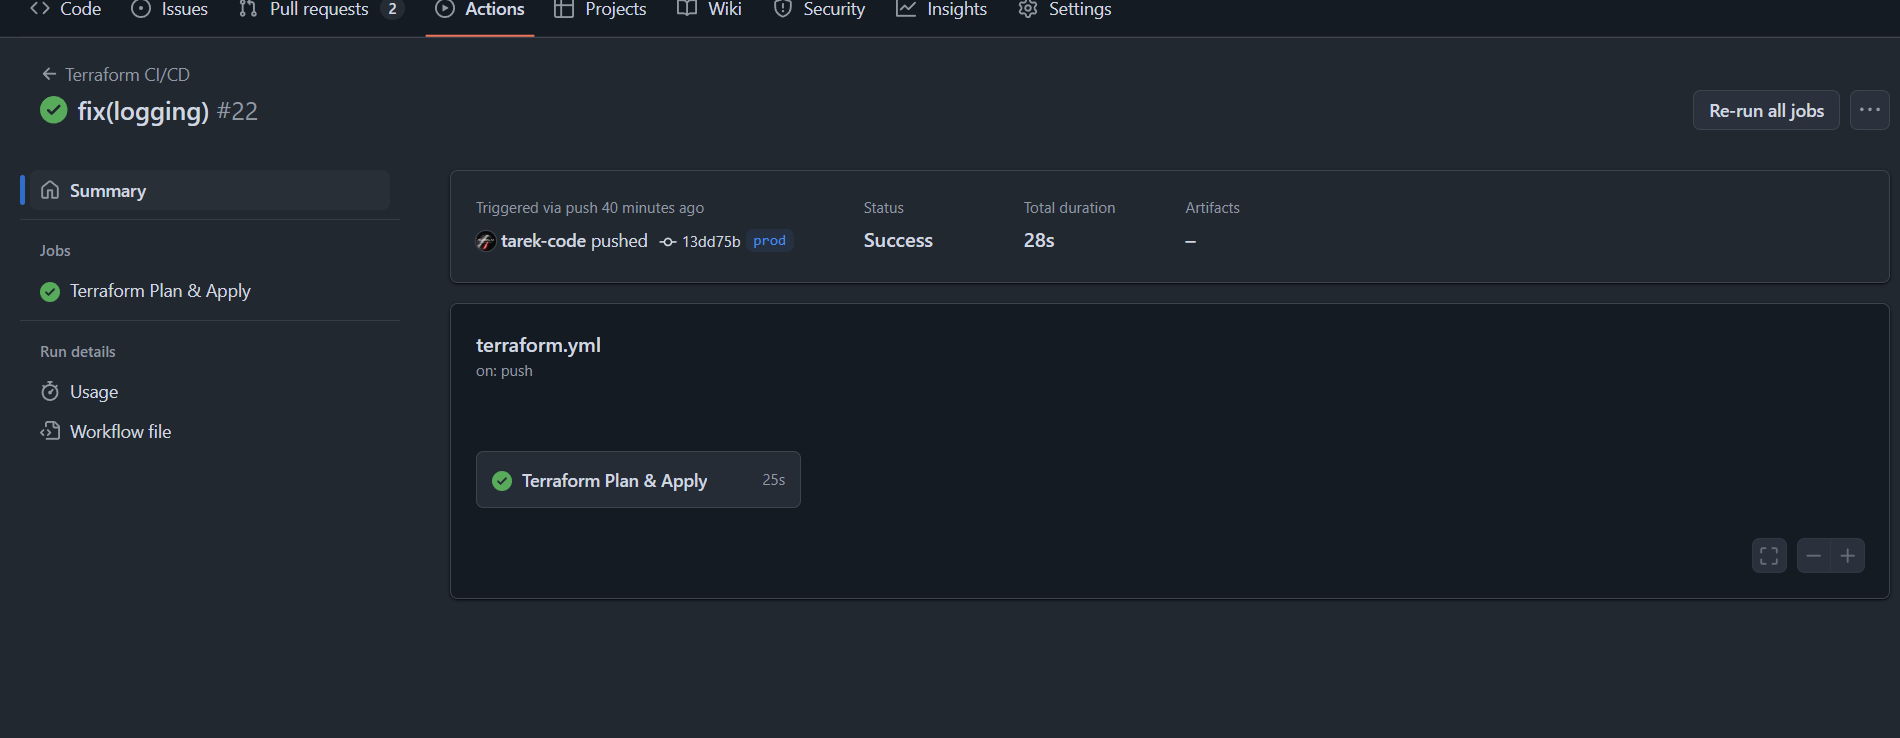 Code Issues Pull requests 2 Actions Projects Wiki Security Insights Settings
Terraform CI/CD
fix(logging) #22
Re-run all jobs
Summary
Jobs
Terraform Plan & Apply
Run details
Usage
Workflow file
Triggered via push 40 minutes ago
tarek-code pushed 13dd75b prod
Status
Success
Total duration
28s
Artifacts
–
terraform.yml
on: push
Terraform Plan & Apply 25s